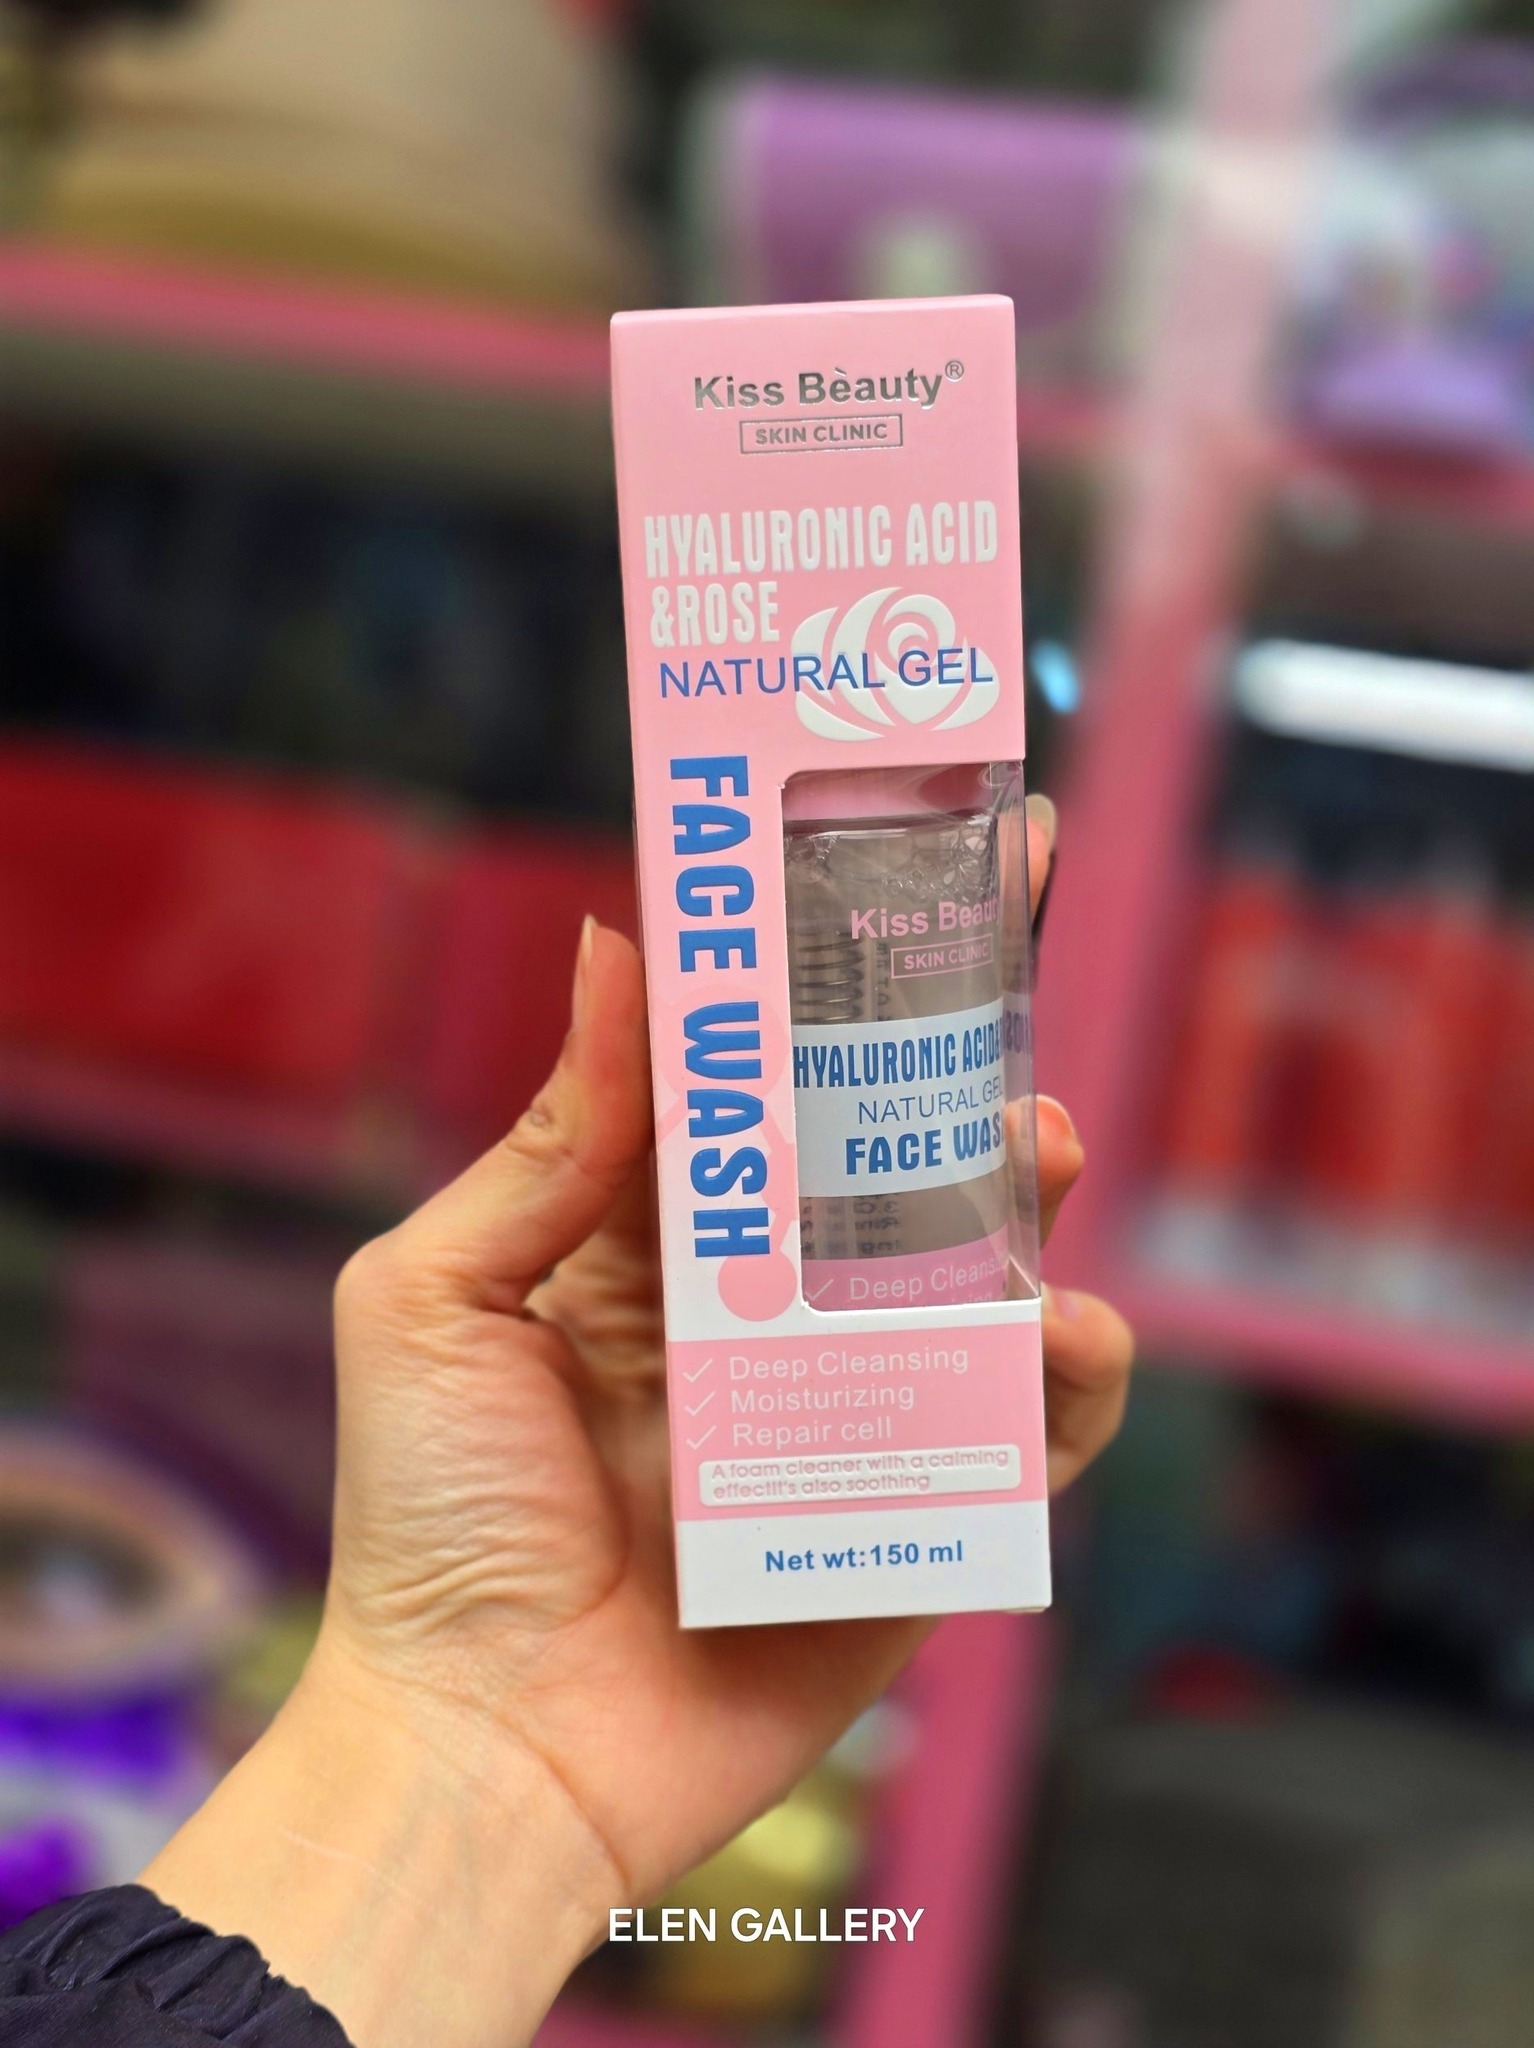 Kiss Bèauty®
SKIN CLINIC
HYALURONIC ACID
&ROSE
NATURAL GEL
FACE WASH
Kiss Bèaut
SKIN CLINIC
HYALURONIC ACID&
NATURAL GEL
FACE WAS
✓ Deep Cleans
✓ Deep Cleansing
✓ Moisturizing
✓ Repair cell
A foam cleaner with a calming
effectIt's also soothing
Net wt:150 ml
ELEN GALLERY